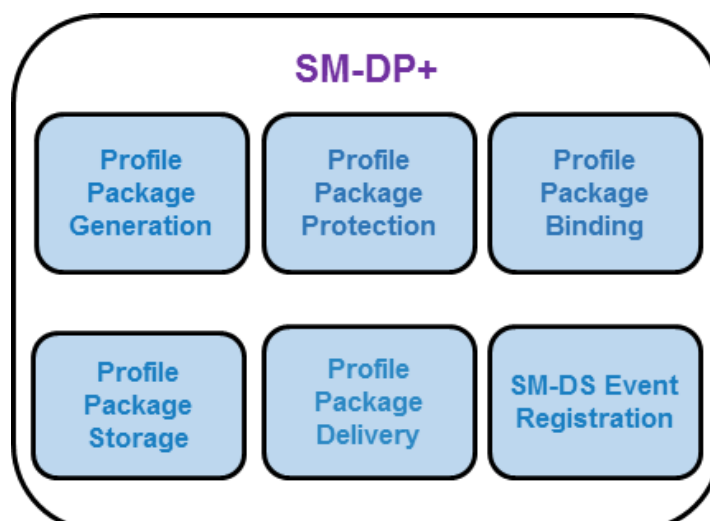 SM-DP+
Profile
Package
Generation
Profile
Package
Protection
Profile
Package
Binding
Profile
Package
Storage
Profile
Package
Delivery
SM-DS Event
Registration